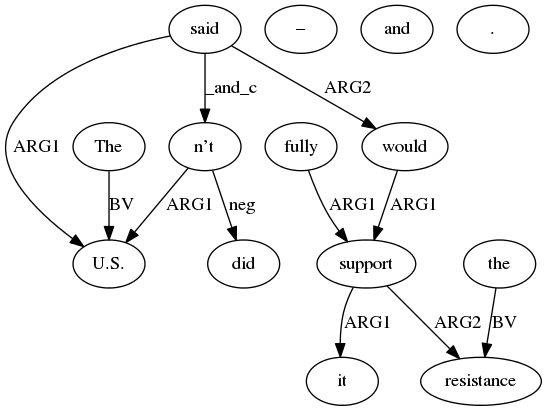 said – and .
_and_c ARG2
ARG1 The n't fully would
BV ARG1 neg ARG1 ARG1
U.S. did support the
ARG1 ARG2 BV
it resistance